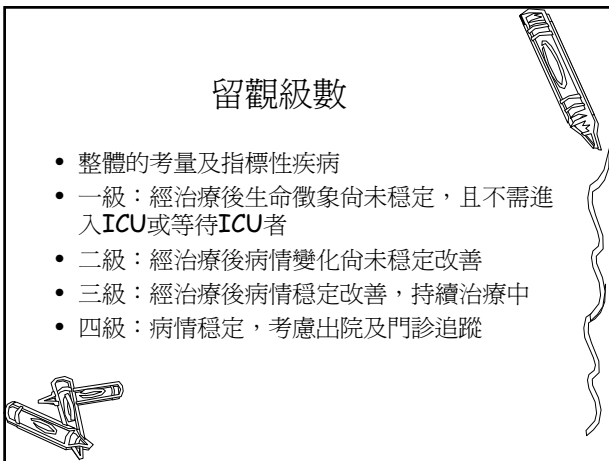 留觀級數
• 整體的考量及指標性疾病
• 一級：經治療後生命徵象尚未穩定，且不需進
入ICU或等待ICU者
• 二級：經治療後病情變化尚未穩定改善
• 三級：經治療後病情穩定改善，持續治療中
• 四級：病情穩定，考慮出院及門診追蹤